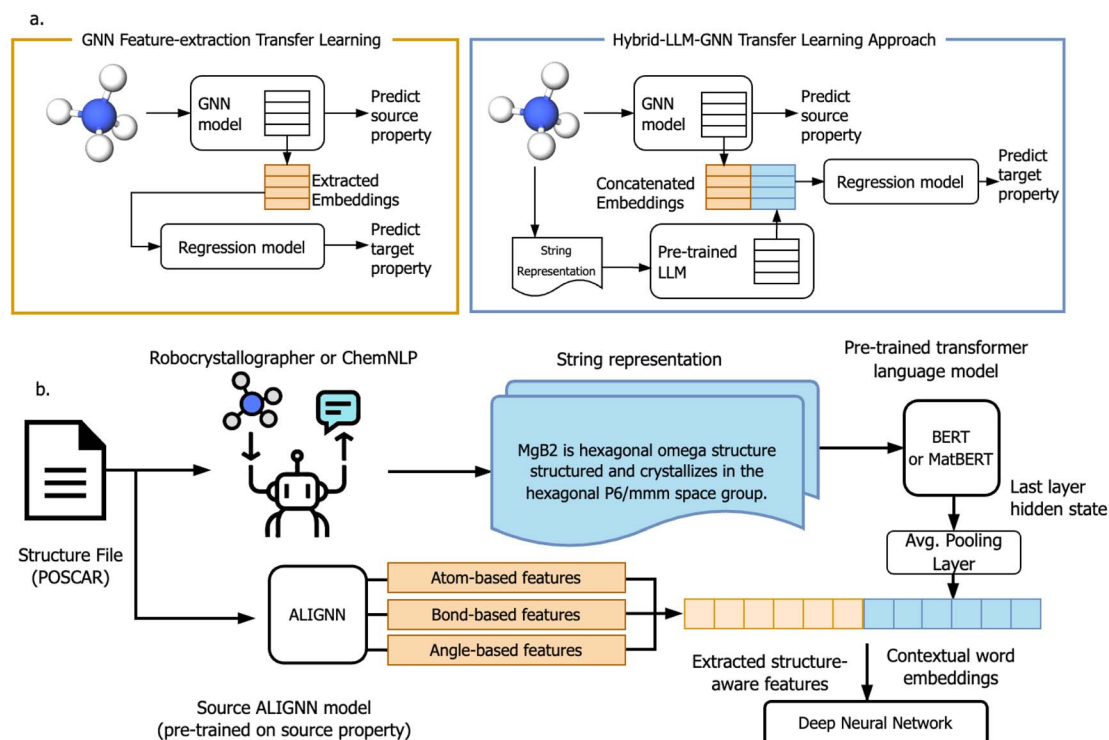 a.
GNN Feature-extraction Transfer Learning
GNN
model
Predict
source
property
Extracted
Embeddings
Regression model
Predict
target
property
Hybrid-LLM-GNN Transfer Learning Approach
GNN
model
Predict
source
property
Concatenated
Embeddings
Regression model
Predict
target
property
String
Representation
Pre-trained
LLM
b.
Robocrystallographer or ChemNLP
String representation
Pre-trained transformer
language model
MgB2 is hexagonal omega structure
structured and crystallizes in the
hexagonal P6/mmm space group.
BERT
or MatBERT
Last layer
hidden state
Avg. Pooling
Layer
Structure File
(POSCAR)
ALIGNN
Atom-based features
Bond-based features
Angle-based features
Extracted structure-
aware features
Contextual word
embeddings
Source ALIGNN model
(pre-trained on source property)
Deep Neural Network